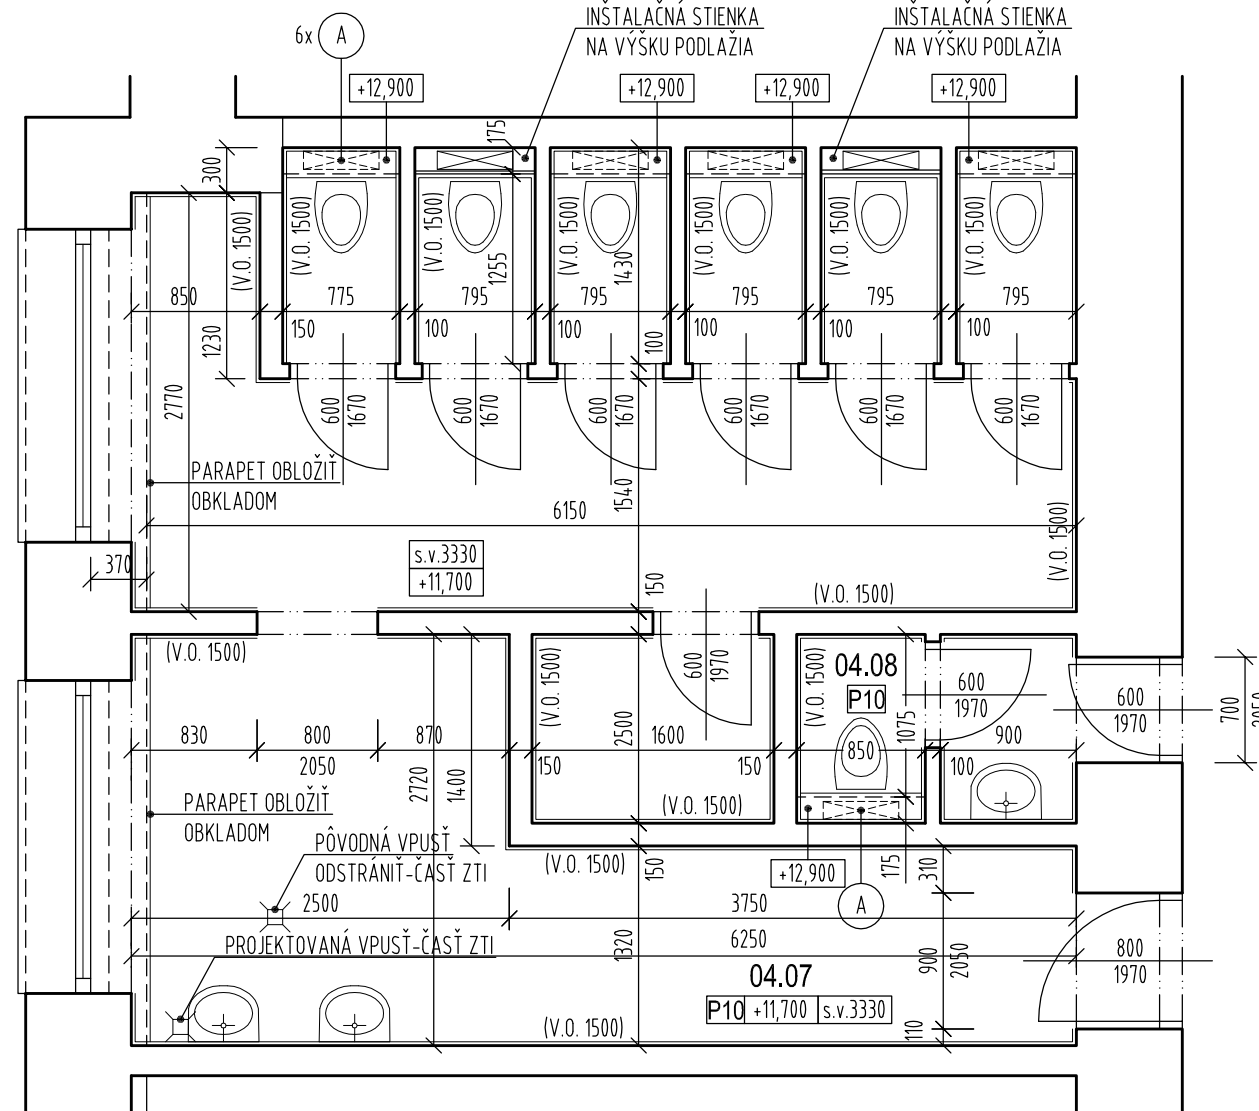 INŠTALAČNÁ STIENKA
NA VÝŠKU PODLAŽIA
INŠTALAČNÁ STIENKA
NA VÝŠKU PODLAŽIA
6x A
+12,900
+12,900
+12,900
+12,900
175
300
(V.O. 1500)
(V.O. 1500)
(V.O. 1500)
(V.O. 1500)
(V.O. 1500)
(V.O. 1500)
(V.O. 1500)
1255
1430
850
775
795
795
795
795
795
150
100
100
100
100
100
1230
100
2770
600
1670
600
1670
600
1670
600
1670
600
1670
600
1670
PARAPET OBLOŽIŤ
OBKLADOM
1540
6150
(V.O. 1500)
s.v.3330
+11,700
370
150
(V.O. 1500)
(V.O. 1500)
(V.O. 1500)
600
1970
(V.O. 1500)
04.08
P10
600
1970
600
1970
700
830
800
2050
870
2500
1600
850
1075
900
150
150
100
2720
1400
PARAPET OBLOŽIŤ
OBKLADOM
(V.O. 1500)
PÔVODNÁ VPUSŤ
ODSTRÁNIŤ-ČASŤ ZTI
(V.O. 1500)
150
+12,900
175
310
A
2500
3750
PROJEKTOVANÁ VPUSŤ-ČASŤ ZTI
1320
6250
900
2050
800
1970
04.07
P10 +11,700 s.v.3330
(V.O. 1500)
110